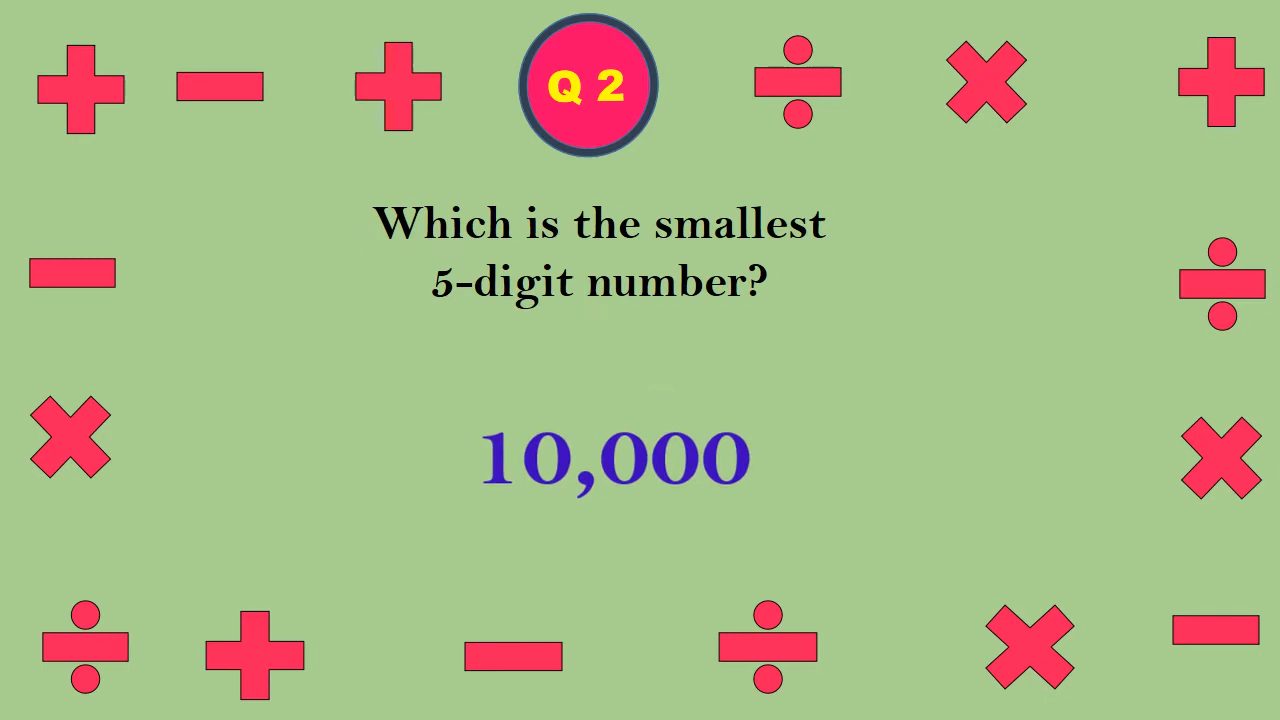 Q 2
Which is the smallest
5-digit number?
10,000